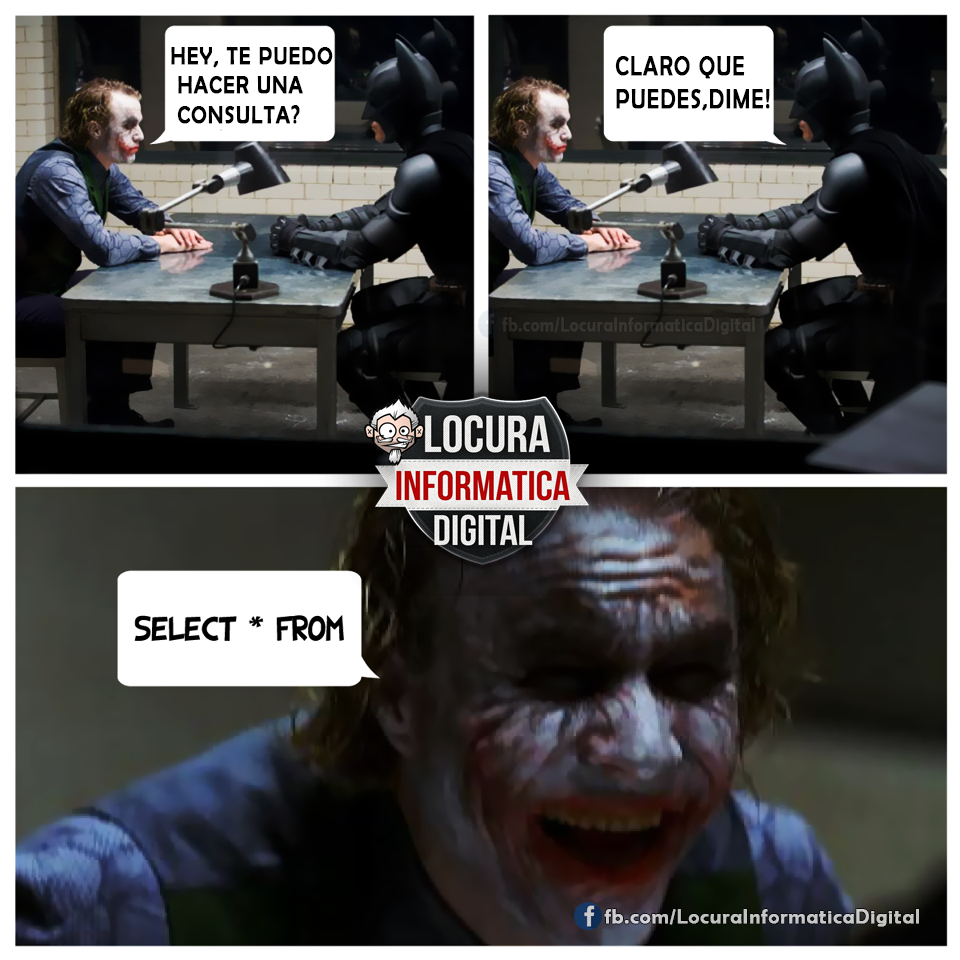 HEY, TE PUEDO
HACER UNA
CONSULTA?
CLARO QUE
PUEDES,DIME!
fb.com/LocuraInformaticaDigital
LOCURA
INFORMATICA
DIGITAL
SELECT * FROM
fb.com/LocuraInformaticaDigital